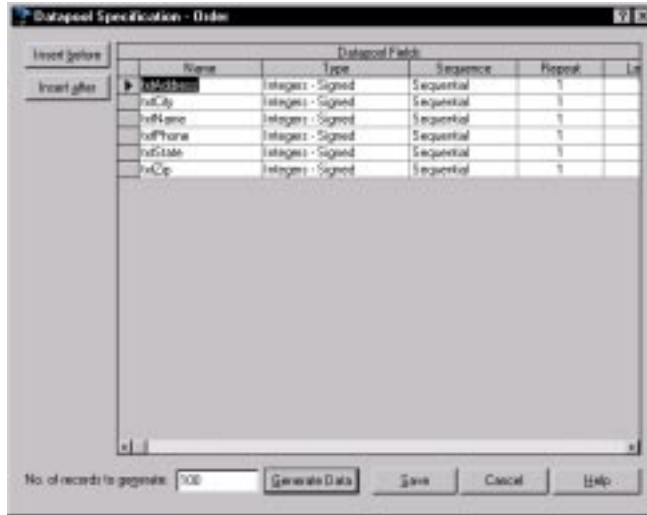 Datapool Specification - Order
Insert before
Insert after
Datapool Fields
Name Type Sequence Repeat Le
txtAddress Integers - Signed Sequential 1
txtCity Integers - Signed Sequential 1
txtName Integers - Signed Sequential 1
txtPhone Integers - Signed Sequential 1
txtState Integers - Signed Sequential 1
txtZip Integers - Signed Sequential 1
No. of records to generate: 100 Generate Data Save Cancel Help